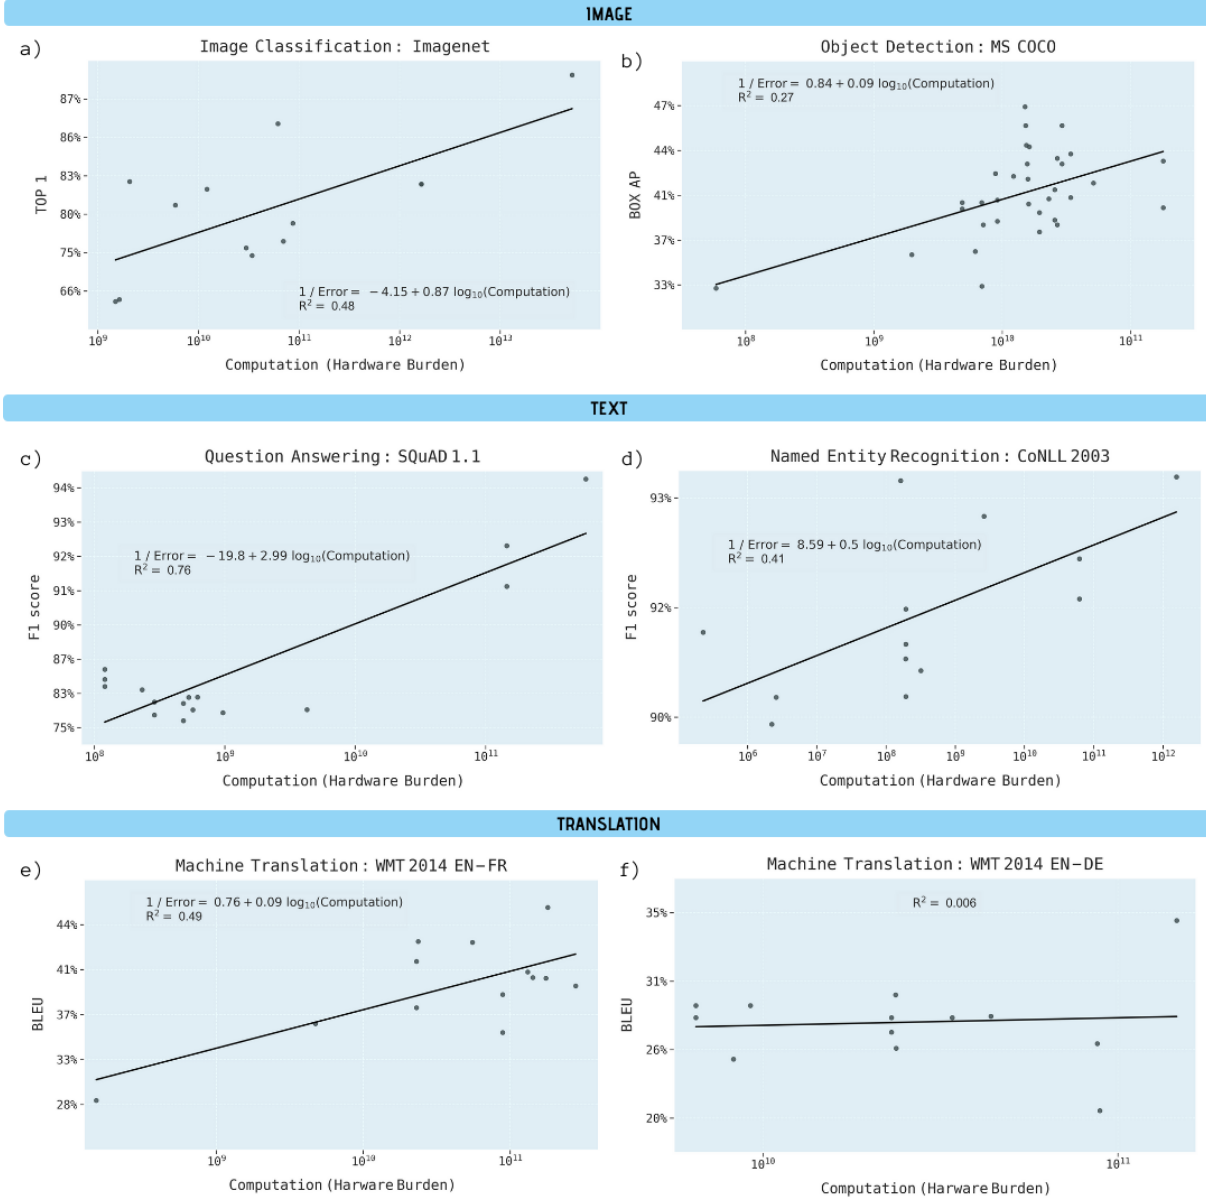 IMAGE
a)
Image Classification: Imagenet
TOP 1
87%
86%
83%
80%
75%
66%
1 / Error = −4.15 + 0.87 log10(Computation)
R² = 0.48
10⁹
10¹⁰
10¹¹
10¹²
10¹³
Computation (Hardware Burden)
b)
Object Detection: MS COCO
BOX AP
1 / Error = 0.84 + 0.09 log10(Computation)
R² = 0.27
47%
44%
41%
37%
33%
10⁸
10⁹
10¹⁰
10¹¹
Computation (Hardware Burden)
TEXT
c)
Question Answering: SQuAD 1.1
F1 score
94%
93%
92%
91%
90%
87%
83%
75%
1 / Error = −19.8 + 2.99 log10(Computation)
R² = 0.76
10⁸
10⁹
10¹⁰
10¹¹
Computation (Hardware Burden)
d)
Named Entity Recognition: CoNLL 2003
F1 score
93%
92%
90%
1 / Error = 8.59 + 0.5 log10(Computation)
R² = 0.41
10⁶
10⁷
10⁸
10⁹
10¹⁰
10¹¹
10¹²
Computation (Hardware Burden)
TRANSLATION
e)
Machine Translation: WMT 2014 EN-FR
BLEU
1 / Error = 0.76 + 0.09 log10(Computation)
R² = 0.49
44%
41%
37%
33%
28%
10⁹
10¹⁰
10¹¹
Computation (Harware Burden)
f)
Machine Translation: WMT 2014 EN-DE
BLEU
R² = 0.006
35%
31%
26%
20%
10¹⁰
10¹¹
Computation (Harware Burden)